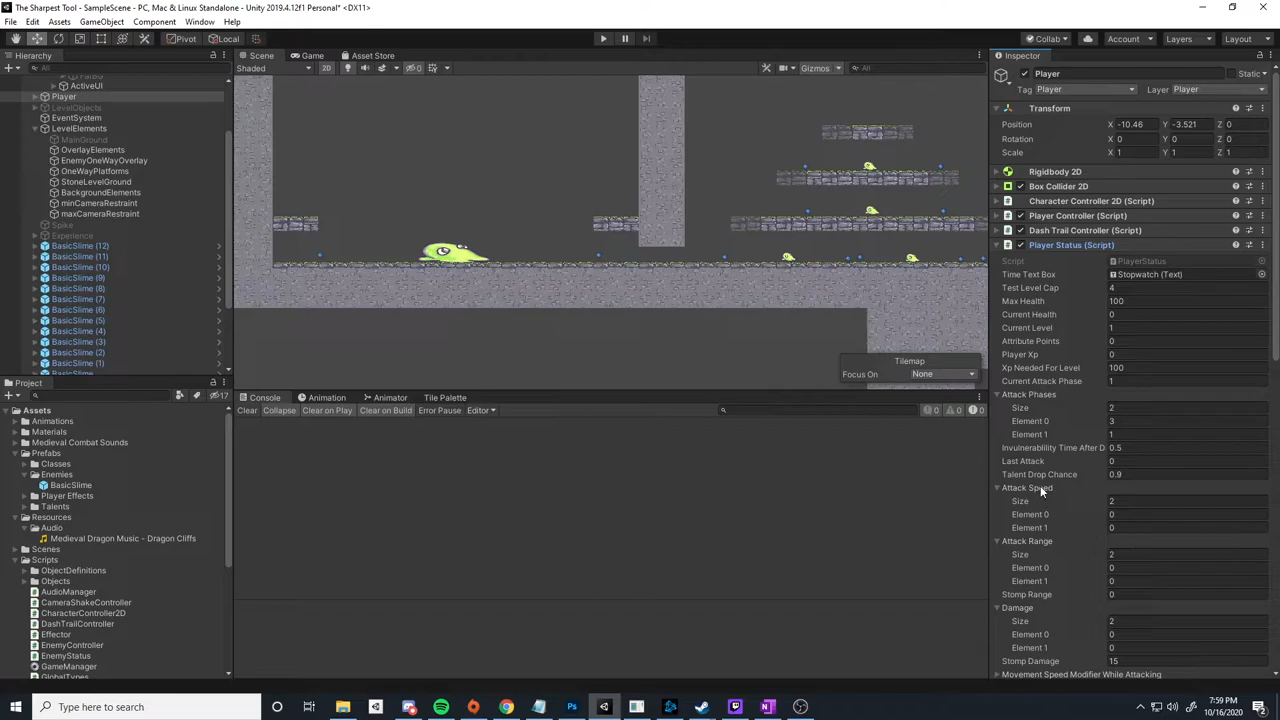 The Sharpest Tool - SampleScene - PC, Mac & Linux Standalone - Unity 2019.4.12f1 Personal* <DX11>
File Edit Assets GameObject Component Window Help
Pivot Local Collab Account Layers Layout
Hierarchy
All
ActiveUI
Player
LevelObjects
EventSystem
LevelElements
MainGround
OverlayElements
EnemyOneWayOverlay
OneWayPlatforms
StoneLevelGround
BackgroundElements
minCameraRestraint
maxCameraRestraint
Spike
Experience
BasicSlime (12)
BasicSlime (11)
BasicSlime (10)
BasicSlime (9)
BasicSlime (8)
BasicSlime (7)
BasicSlime (6)
BasicSlime (5)
BasicSlime (4)
BasicSlime (3)
BasicSlime (2)
BasicSlime (1)
Project
17
Assets
Animations
Materials
Medieval Combat Sounds
Prefabs
Classes
Enemies
BasicSlime
Player Effects
Talents
Resources
Audio
Medieval Dragon Music - Dragon Cliffs
Scenes
Scripts
ObjectDefinitions
Objects
AudioManager
CameraShakeController
CharacterController2D
DashTrailController
Effector
EnemyController
EnemyStatus
GameManager
GlobalTypes
Scene Game Asset Store
Shaded 2D 0 Gizmos All
Tilemap
Focus On None
Console Animation Animator Tile Palette
Clear Collapse Clear on Play Clear on Build Error Pause Editor 0 0 0
Inspector
Player Static
Tag Player Layer Player
Transform
Position X -10.46 Y -3.521 Z 0
Rotation X 0 Y 0 Z 0
Scale X 1 Y 1 Z 1
Rigidbody 2D
Box Collider 2D
Character Controller 2D (Script)
Player Controller (Script)
Dash Trail Controller (Script)
Player Status (Script)
Script PlayerStatus
Time Text Box Stopwatch (Text)
Test Level Cap 4
Max Health 100
Current Health 0
Current Level 1
Attribute Points 0
Player Xp 0
Xp Needed For Level 100
Current Attack Phase 1
Attack Phases
Size 2
Element 0 3
Element 1 1
Invulnerablility Time After D 0.5
Last Attack 0
Talent Drop Chance 0.9
Attack Speed
Size 2
Element 0 0
Element 1 0
Attack Range
Size 2
Element 0 0
Element 1 0
Stomp Range 0
Damage
Size 2
Element 0 0
Element 1 0
Stomp Damage 15
Movement Speed Modifier While Attacking
Type here to search
7:59 PM
10/16/2020